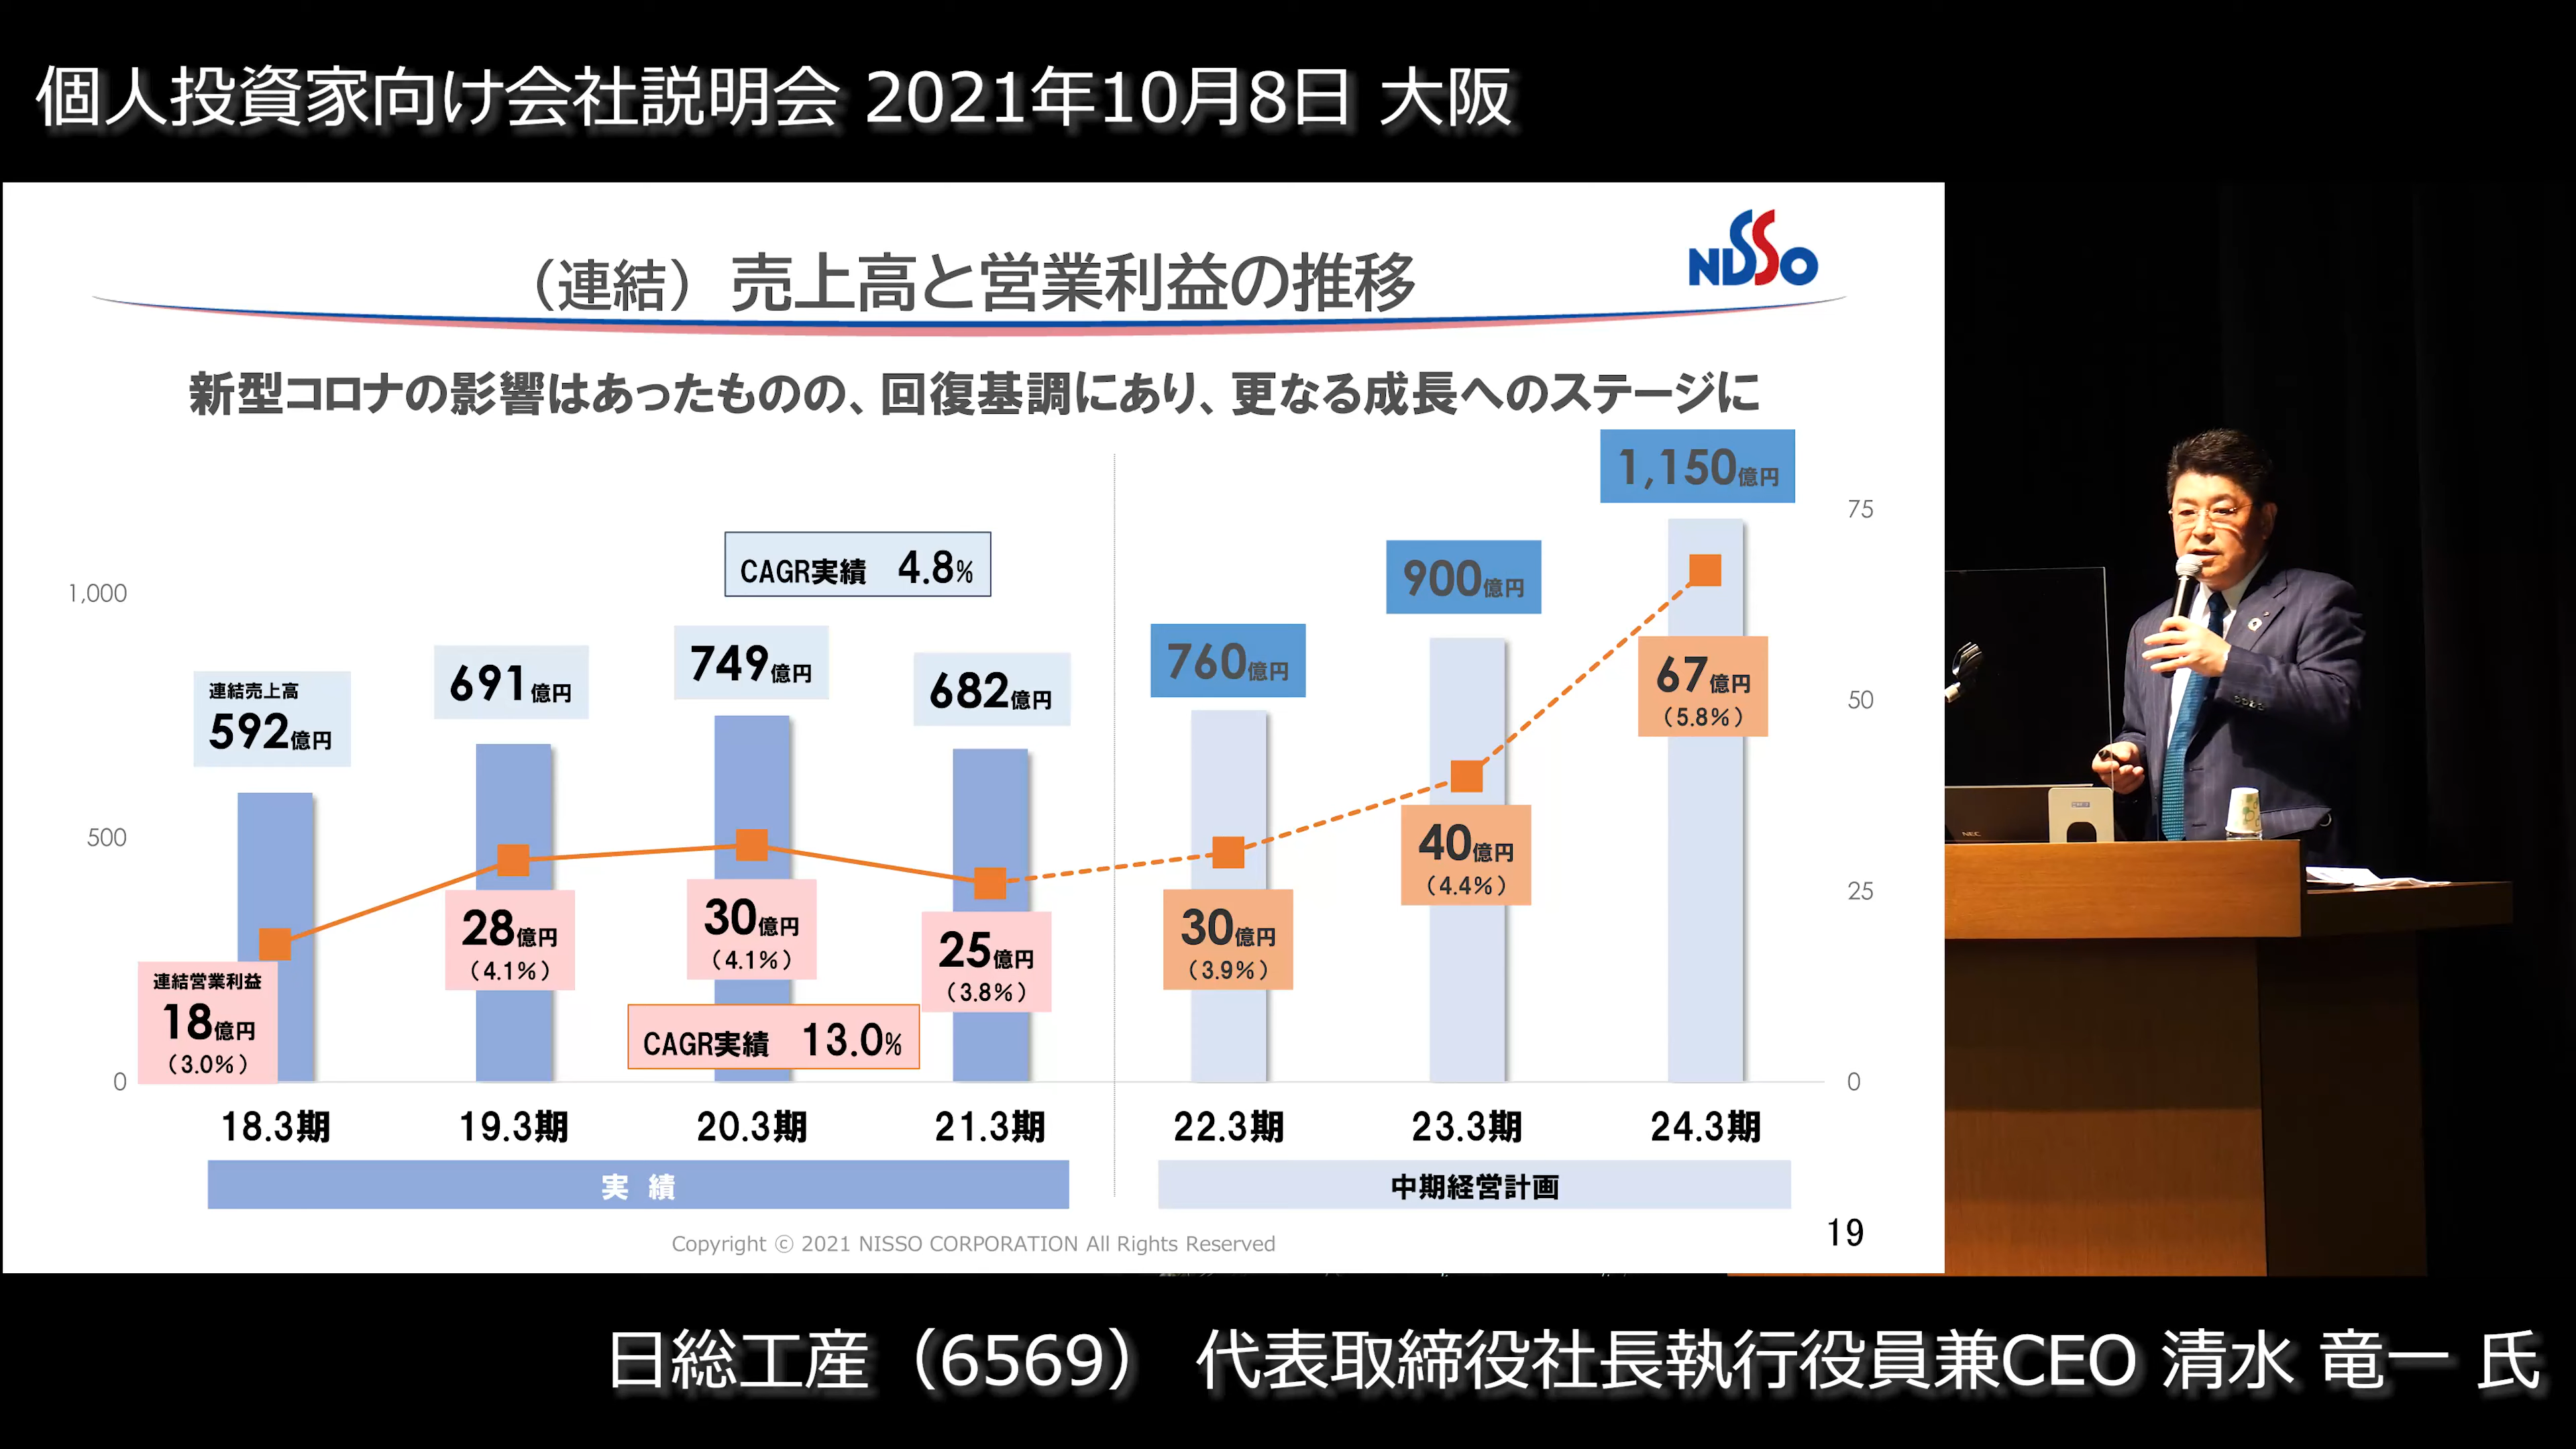 個人投資家向け会社説明会 2021年10月8日 大阪
NISSO
（連結）売上高と営業利益の推移
新型コロナの影響はあったものの、回復基調にあり、更なる成長へのステージに
1,150億円
75
CAGR実績 4.8%
900億円
1,000
749億円
760億円
691億円
682億円
67億円
（5.8%）
連結売上高
592億円
50
500
40億円
（4.4%）
25
30億円
（4.1%）
28億円
（4.1%）
30億円
（3.9%）
25億円
（3.8%）
連結営業利益
18億円
（3.0%）
CAGR実績 13.0%
0
0
18.3期 19.3期 20.3期 21.3期 22.3期 23.3期 24.3期
実 績 中期経営計画
Copyright © 2021 NISSO CORPORATION All Rights Reserved
19
NEC
日総工産（6569） 代表取締役社長執行役員兼CEO 清水 竜一 氏